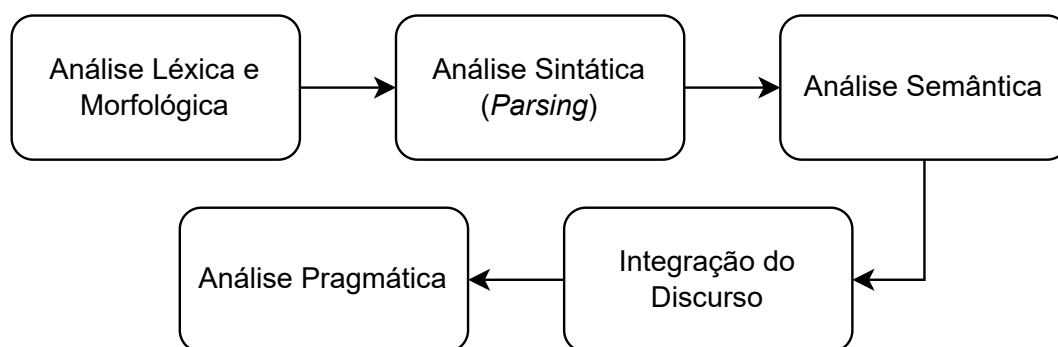 Análise Léxica e
Morfológica
Análise Sintática
(Parsing)
Análise Semântica
Integração do
Discurso
Análise Pragmática